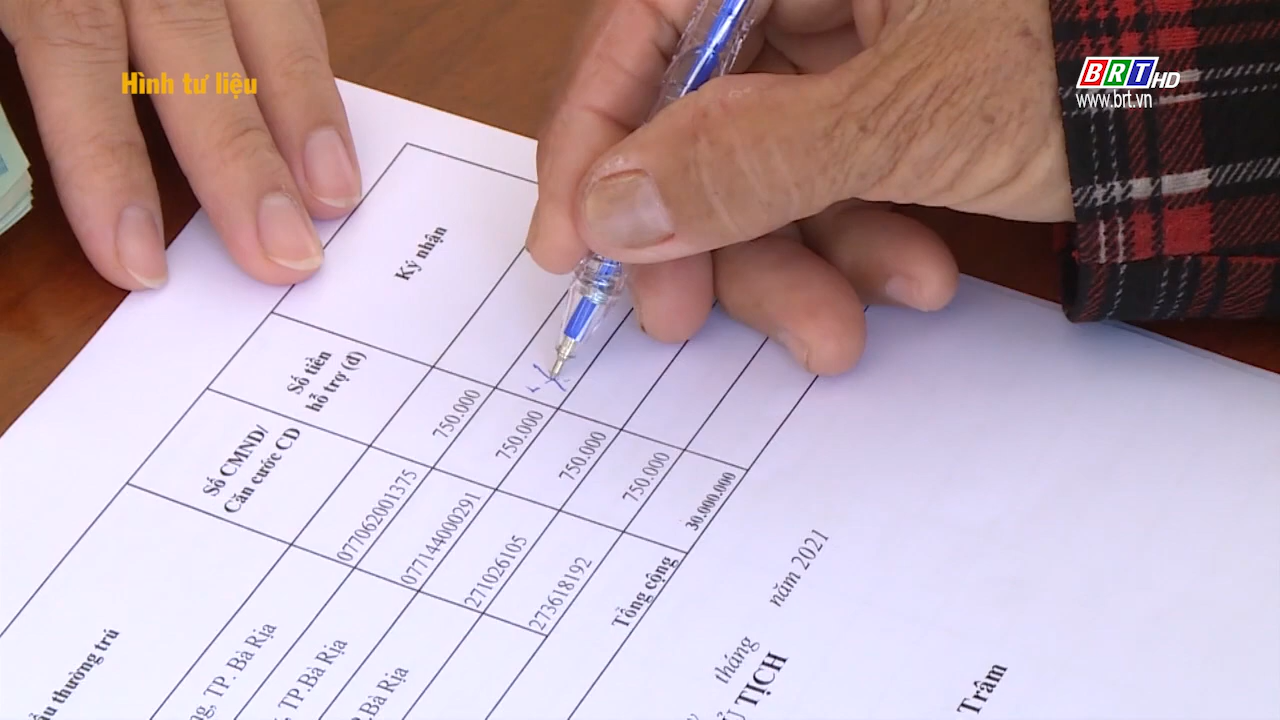 Hình tư liệu
BRT HD
www.brt.vn
Ký nhận
Số tiền
hỗ trợ (đ)
Số CMND/
Căn cước CD
thường trú
750.000
750.000
750.000
750.000
30.000.000
077062001375
077144000291
271026105
273618192
Tổng cộng
TP. Bà Rịa
TP.Bà Rịa
Bà Rịa
tháng năm 2021
TỊCH
Trâm